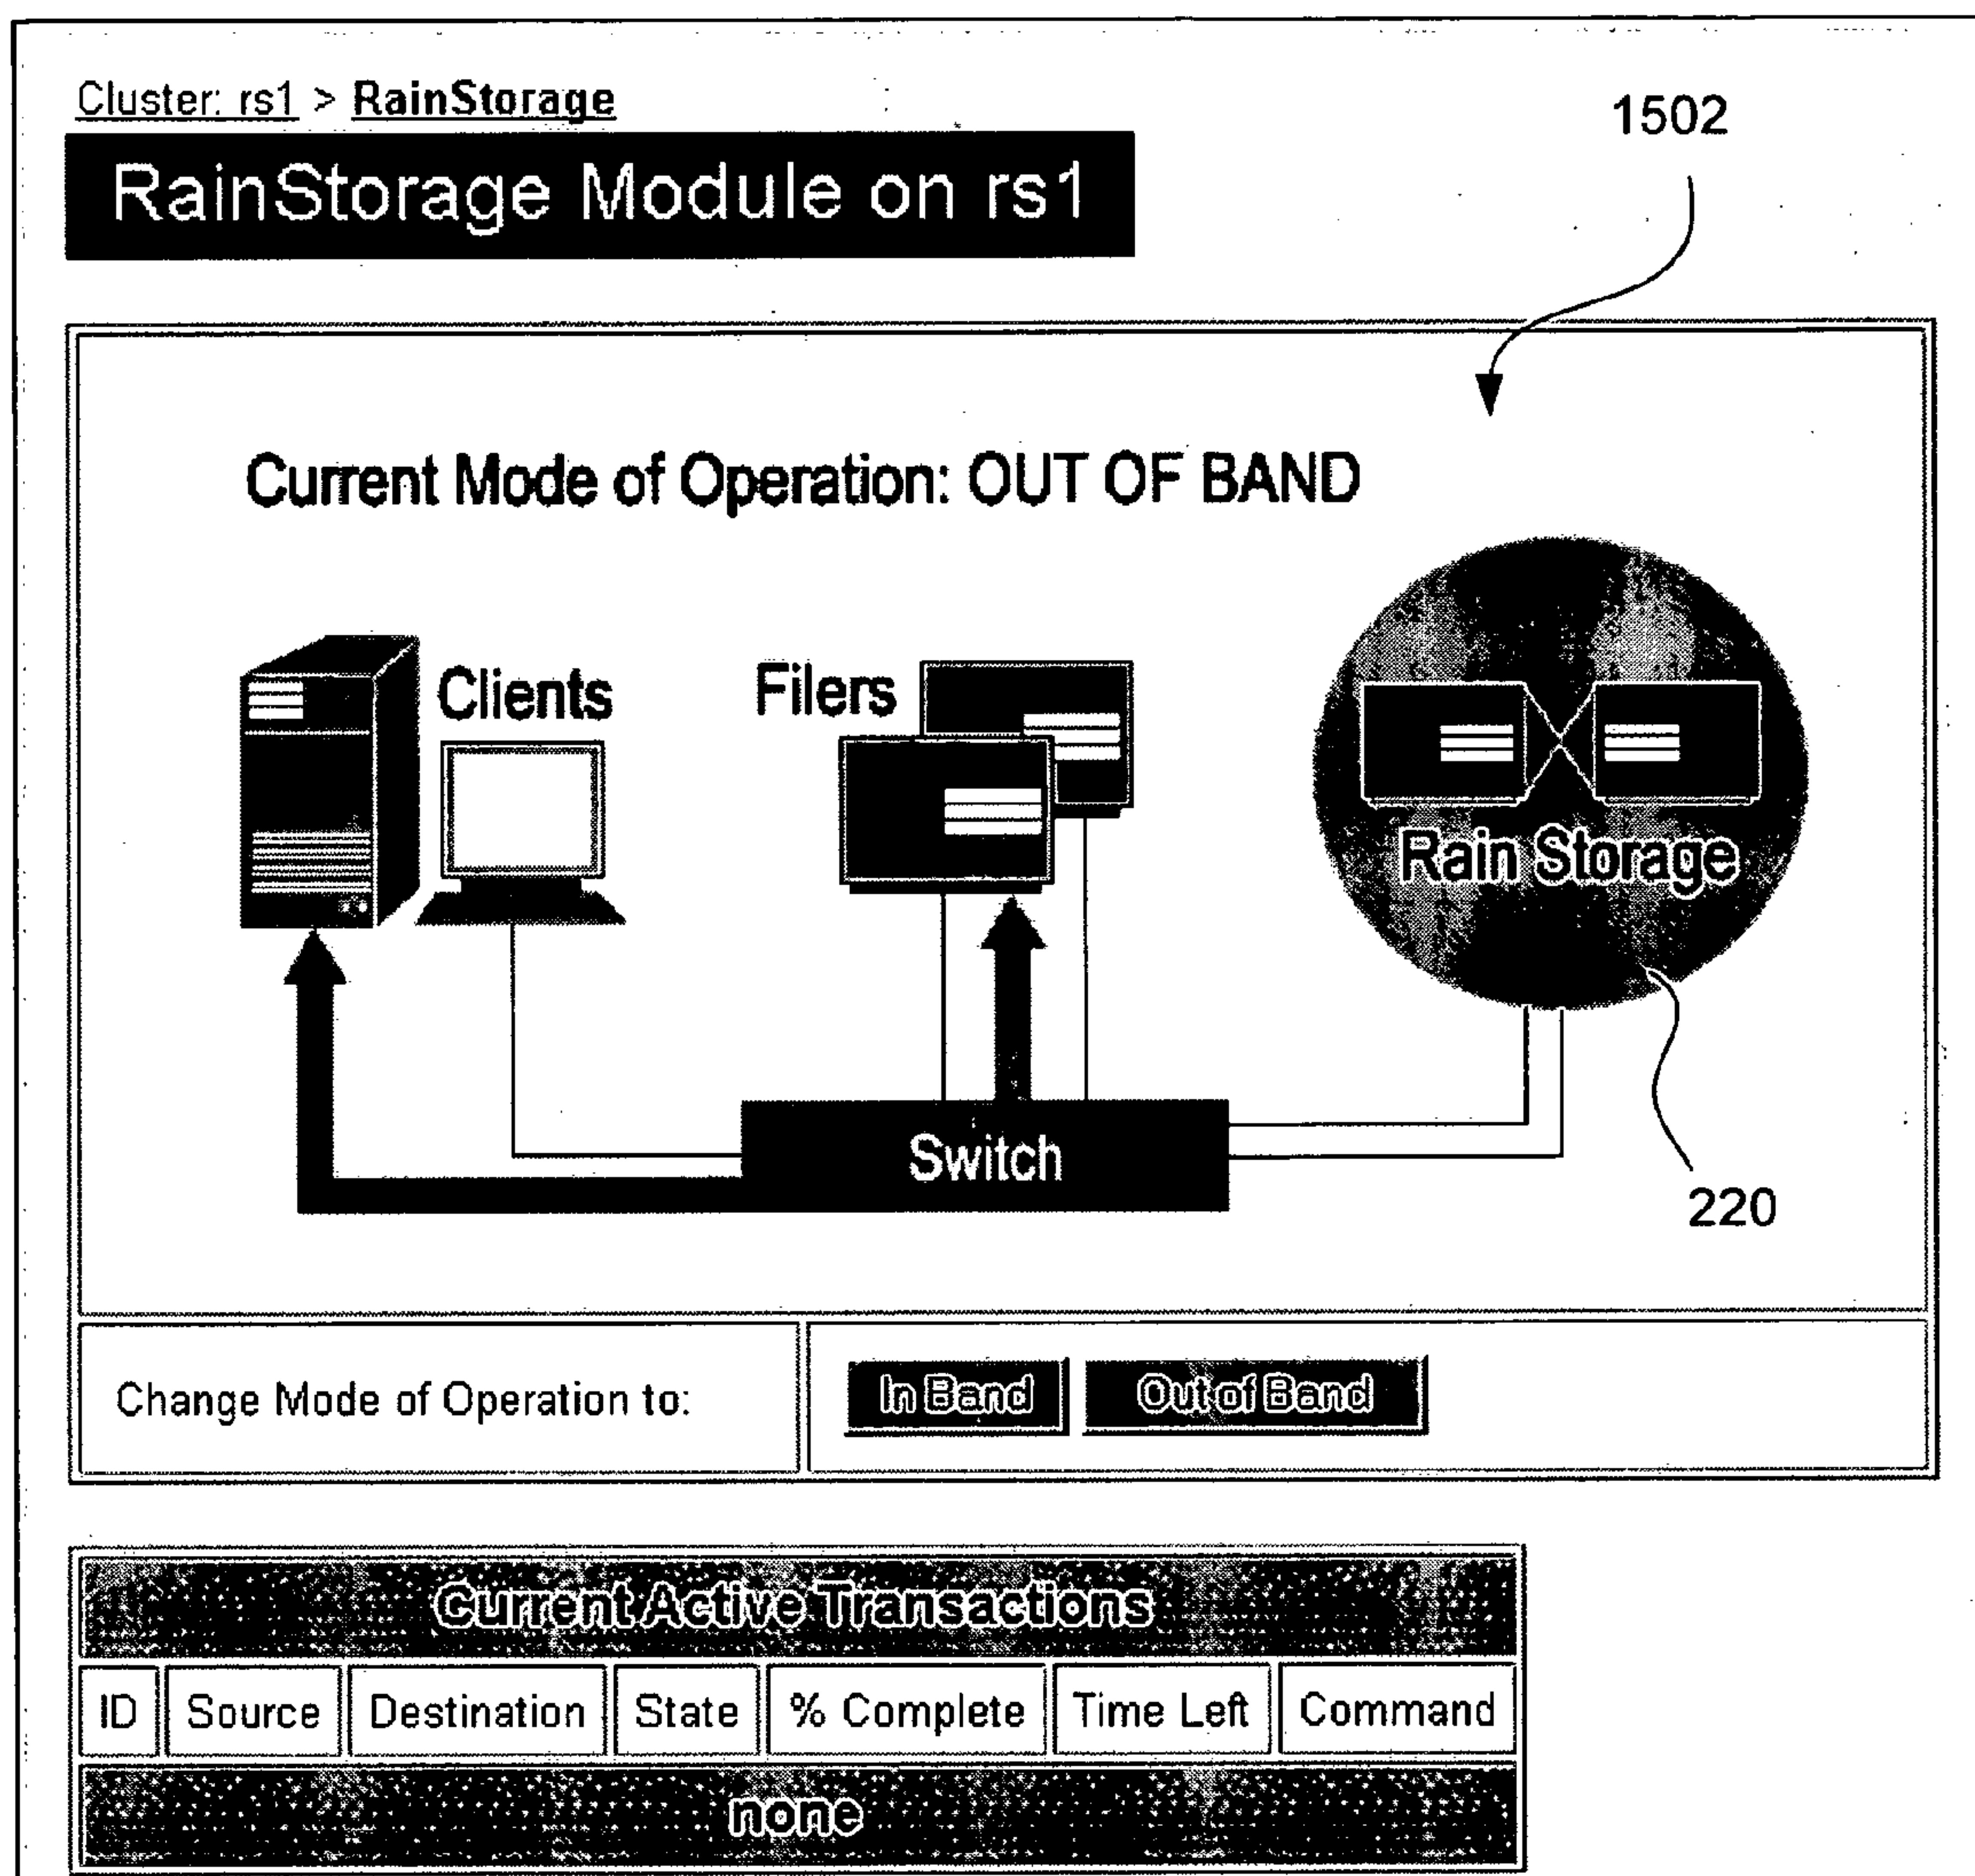 Cluster: rs1 > RainStorage
1502
RainStorage Module on rs1
Current Mode of Operation: OUT OF BAND
Clients
Filers
Rain Storage
Switch
220
Change Mode of Operation to:
In Band
Out of Band
Current Active Transactions
ID Source Destination State % Complete Time Left Command
none